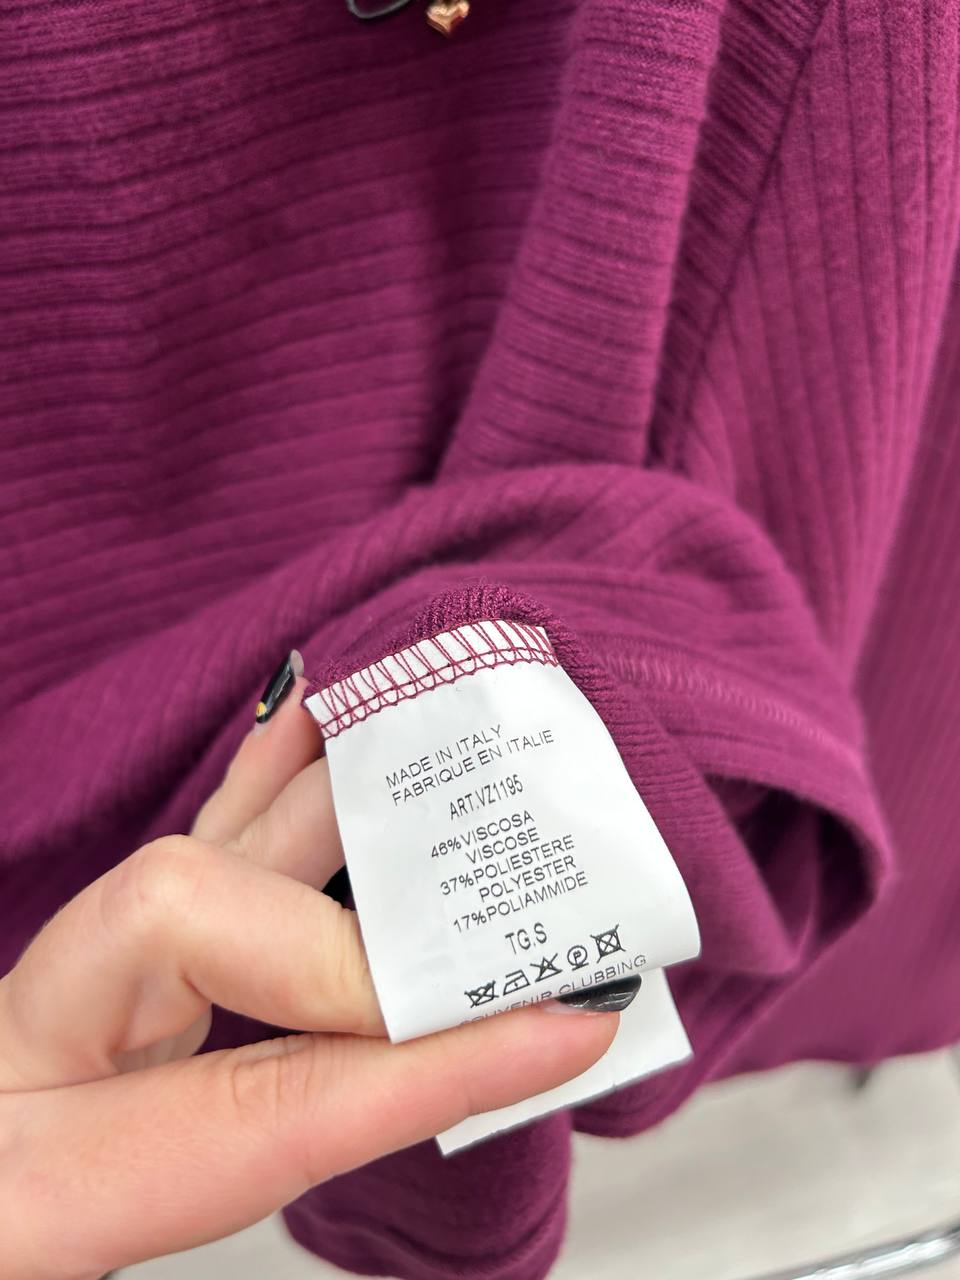 MADE IN ITALY
FABRIQUE EN ITALIE
ART.VZ1195
46%VISCOSA
VISCOSE
37%POLIESTERE
POLYESTER
17%POLIAMMIDE
TG.S
SOUVENIR CLUBBING